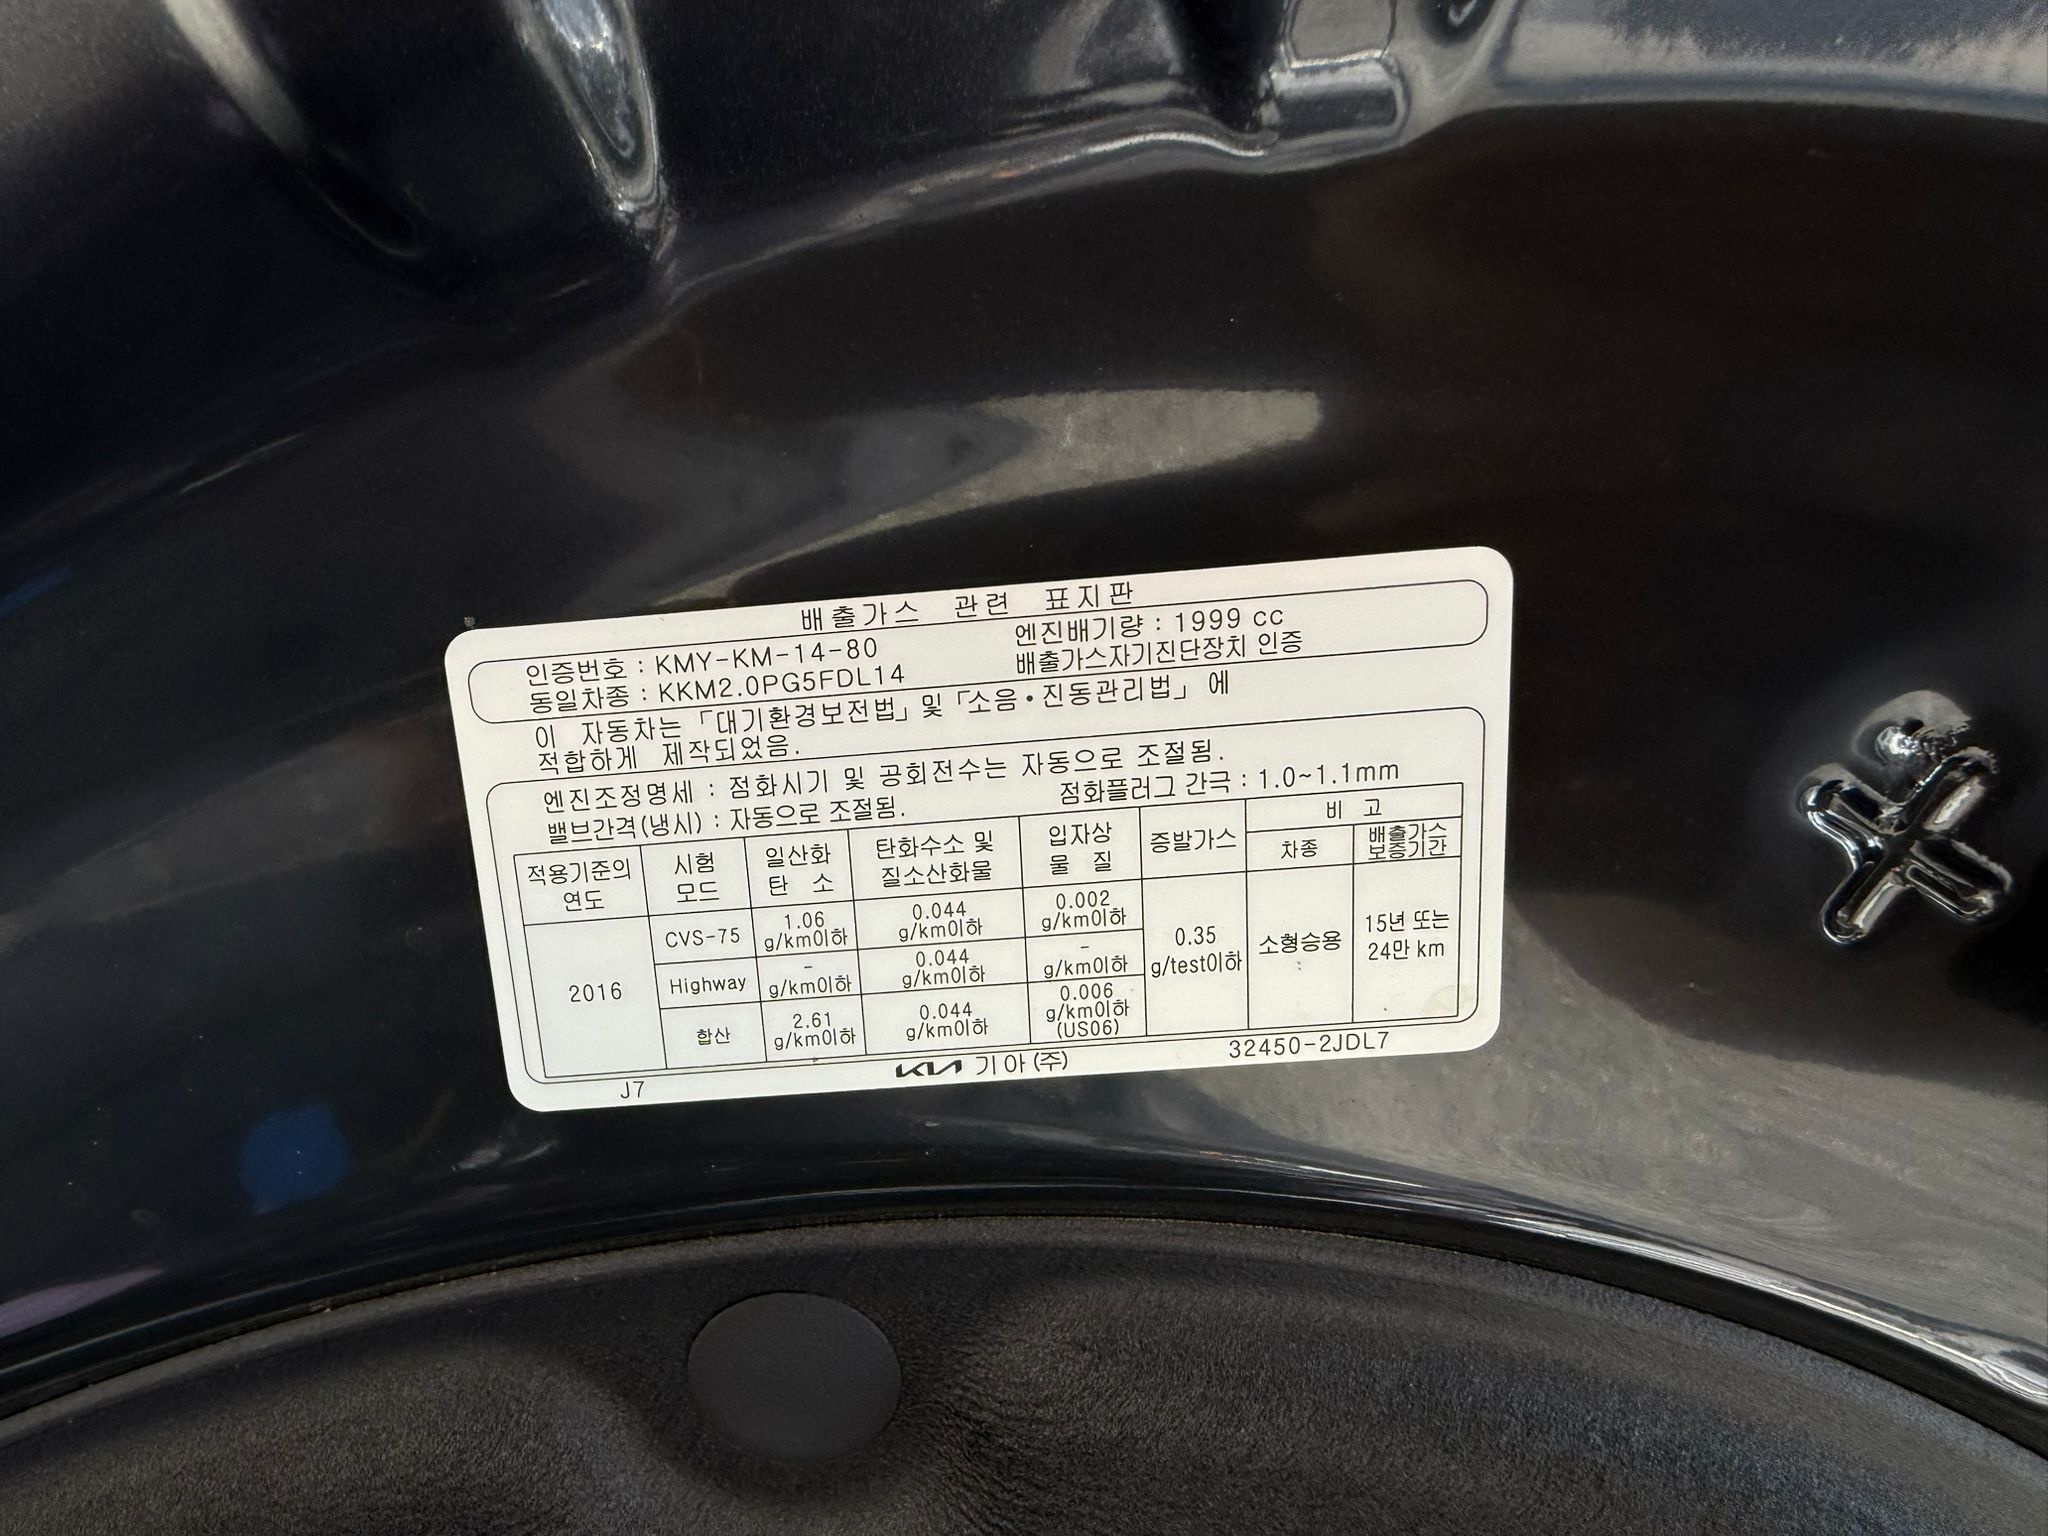 배출가스 관련 표지판
인증번호 : KMY-KM-14-80
엔진배기량 : 1999 cc
동일차종 : KKM2.0PG5FDL14
배출가스자기진단장치 인증
이 자동차는 「대기환경보전법」 및 「소음·진동관리법」 에
적합하게 제작되었음.
엔진조정명세 : 점화시기 및 공회전수는 자동으로 조절됨.
밸브간격(냉시) : 자동으로 조절됨.
점화플러그 간극 : 1.0~1.1mm
적용기준의 연도 시험 모드 일산화 탄소 탄화수소 및 질소산화물 입자상 물질 증발가스 비고
차종 배출가스 보증기간
2016
CVS-75 1.06 g/km이하 0.044 g/km이하 0.002 g/km이하
Highway - g/km이하 0.044 g/km이하 - g/km이하
합산 2.61 g/km이하 0.044 g/km이하 0.006 g/km이하 (US06)
0.35 g/test이하
소형승용
15년 또는 24만 km
J7
KIA 기아(주)
32450-2JDL7